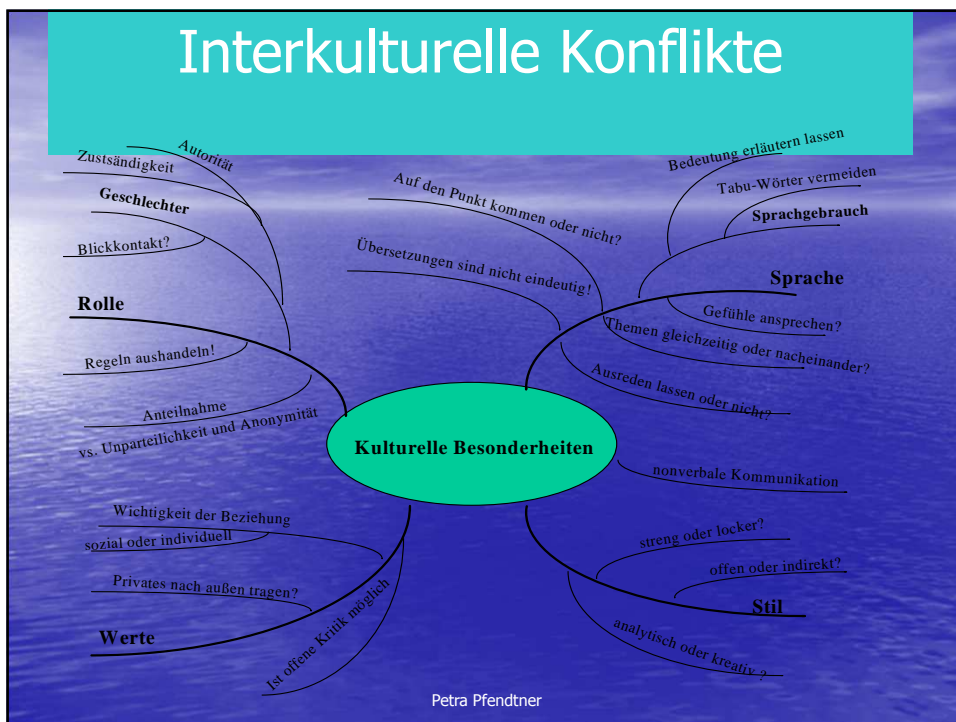 Interkulturelle Konflikte
Autorität
Zustsändigkeit
Geschlechter
Blickkontakt?
Rolle
Regeln aushandeln!
Anteilnahme
vs. Unparteilichkeit und Anonymität
Auf den Punkt kommen oder nicht?
Übersetzungen sind nicht eindeutig!
Bedeutung erläutern lassen
Tabu-Wörter vermeiden
Sprachgebrauch
Sprache
Gefühle ansprechen?
Themen gleichzeitig oder nacheinander?
Ausreden lassen oder nicht?
Kulturelle Besonderheiten
nonverbale Kommunikation
Wichtigkeit der Beziehung
sozial oder individuell
Privates nach außen tragen?
Werte
Ist offene Kritik möglich
streng oder locker?
offen oder indirekt?
Stil
analytisch oder kreativ ?
Petra Pfendtner